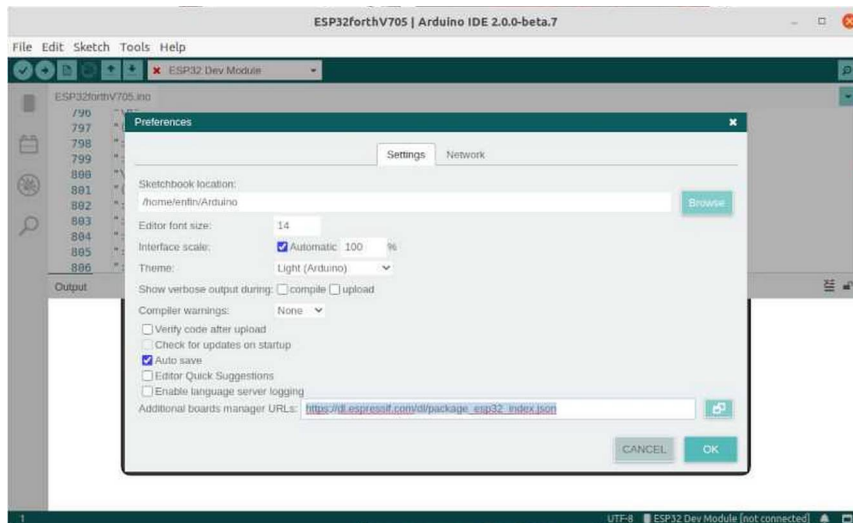 ESP32forthV705 | Arduino IDE 2.0.0-beta.7
File Edit Sketch Tools Help
ESP32 Dev Module
ESP32forthV705.ino
796
797
798
799
800
801
802
803
804
805
806
Preferences
Settings Network
Sketchbook location:
/home/enfin/Arduino
Browse
Editor font size: 14
Interface scale: Automatic 100 %
Theme: Light (Arduino)
Show verbose output during: compile upload
Compiler warnings: None
Verify code after upload
Check for updates on startup
Auto save
Editor Quick Suggestions
Enable language server logging
Additional boards manager URLs: https://dl.espressif.com/dl/package_esp32_index.json
CANCEL OK
Output
1 UTF-8 ESP32 Dev Module [not connected]